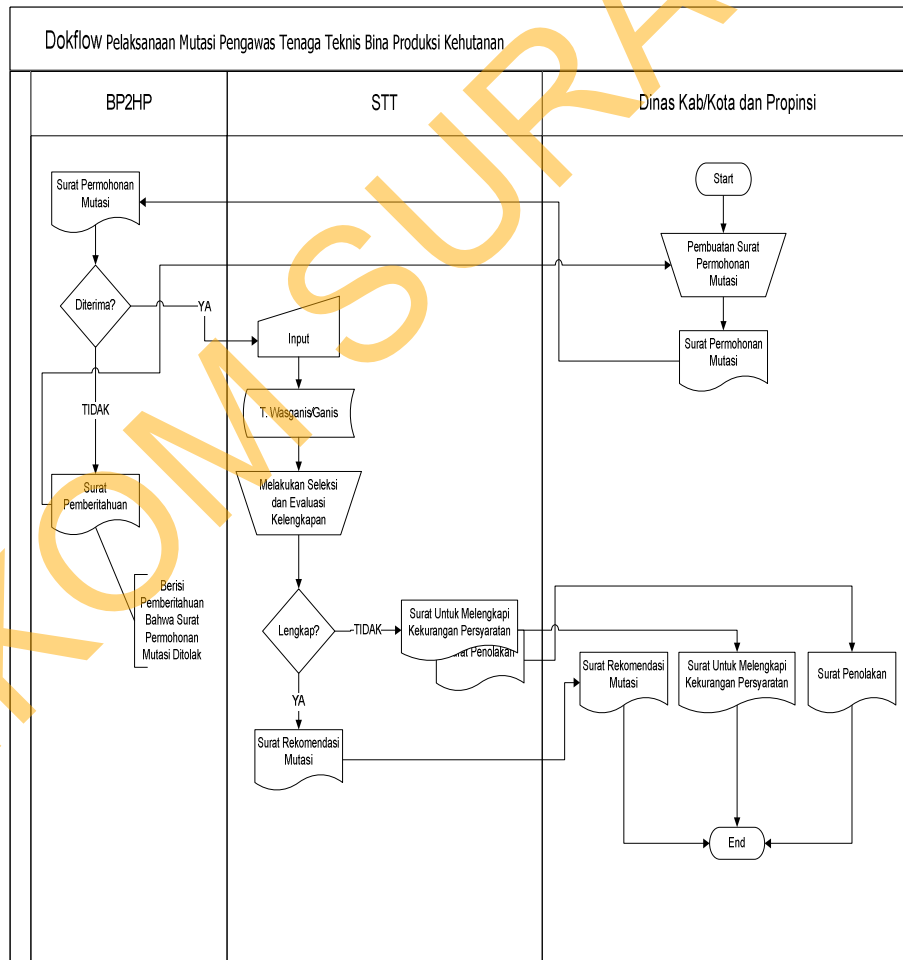 Dokflow Pelaksanaan Mutasi Pengawas Tenaga Teknis Bina Produksi Kehutanan
BP2HP
STT
Dinas Kab/Kota dan Propinsi
Surat Permohonan
Mutasi
Diterima?
YA
TIDAK
Surat
Pemberitahuan
Berisi
Pemberitahuan
Bahwa Surat
Permohonan
Mutasi Ditolak
Input
T. Wasganis/Ganis
Melakukan Seleksi
dan Evaluasi
Kelengkapan
Lengkap?
TIDAK
YA
Surat Untuk Melengkapi
Kekurangan Persyaratan
Penolakan
Surat Rekomendasi
Mutasi
Start
Pembuatan Surat
Permohonan
Mutasi
Surat Permohonan
Mutasi
Surat Rekomendasi
Mutasi
Surat Untuk Melengkapi
Kekurangan Persyaratan
Surat Penolakan
End
KOM SURA